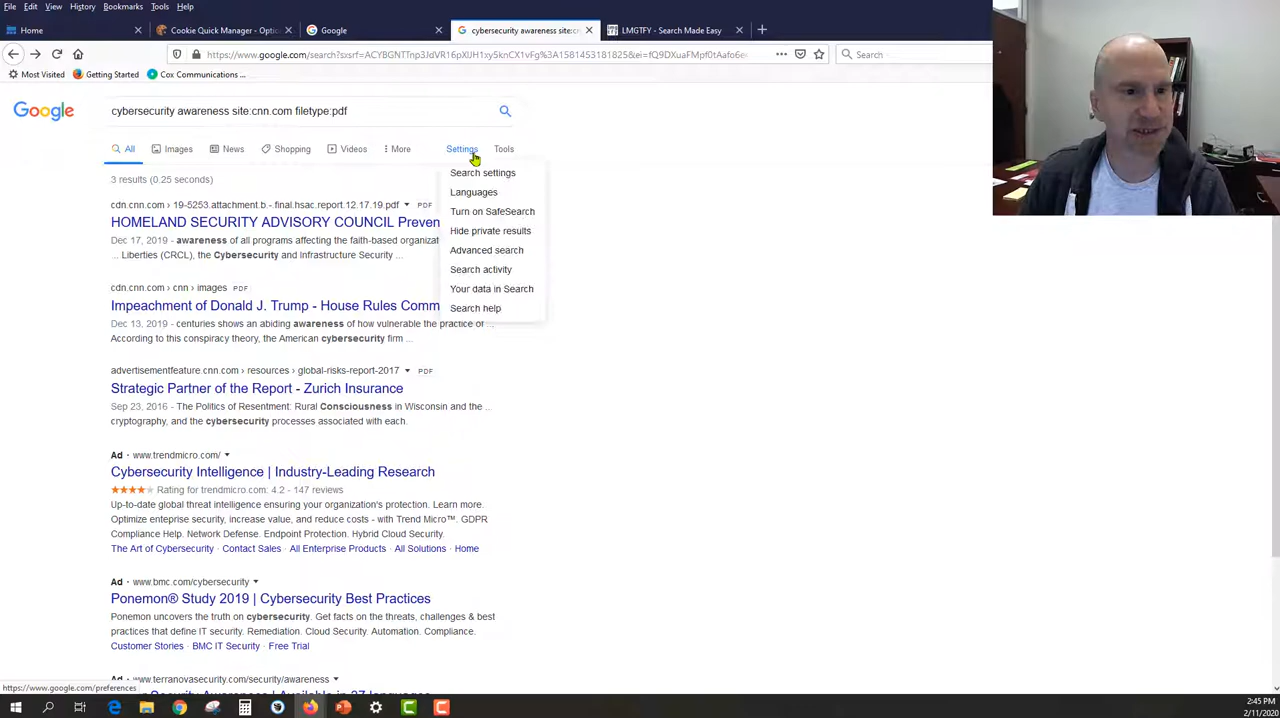 File Edit View History Bookmarks Tools Help
Home
Cookie Quick Manager - Optio
Google
cybersecurity awareness site:c
LMGTFY - Search Made Easy
https://www.google.com/search?sxsrf=ACYBGNTTnp3JdVR16pXlJH1xy5knCX1vFg%3A1581453181825&ei=fQ9DXuaFMpf0tAafo6e
Search
Most Visited
Getting Started
Cox Communications ...
Google
cybersecurity awareness site:cnn.com filetype:pdf
All
Images
News
Shopping
Videos
More
Settings
Tools
3 results (0.25 seconds)
Search settings
Languages
Turn on SafeSearch
Hide private results
Advanced search
Search activity
Your data in Search
Search help
cdn.cnn.com › 19-5253.attachment.b.-.final.hsac.report.12.17.19.pdf PDF
HOMELAND SECURITY ADVISORY COUNCIL Preven
Dec 17, 2019 - awareness of all programs affecting the faith-based organizat
... Liberties (CRCL), the Cybersecurity and Infrastructure Security ...
cdn.cnn.com › cnn › images PDF
Impeachment of Donald J. Trump - House Rules Comm
Dec 13, 2019 - centuries shows an abiding awareness of how vulnerable the practice of ...
According to this conspiracy theory, the American cybersecurity firm ...
advertisementfeature.cnn.com › resources › global-risks-report-2017 PDF
Strategic Partner of the Report - Zurich Insurance
Sep 23, 2016 - The Politics of Resentment: Rural Consciousness in Wisconsin and the ...
cryptography, and the cybersecurity processes associated with each.
Ad · www.trendmicro.com/
Cybersecurity Intelligence | Industry-Leading Research
Rating for trendmicro.com: 4.2 - 147 reviews
Up-to-date global threat intelligence ensuring your organization's protection. Learn more.
Optimize enteprise security, increase value, and reduce costs - with Trend Micro™. GDPR
Compliance Help. Network Defense. Endpoint Protection. Hybrid Cloud Security.
The Art of Cybersecurity · Contact Sales · All Enterprise Products · All Solutions · Home
Ad · www.bmc.com/cybersecurity
Ponemon® Study 2019 | Cybersecurity Best Practices
Ponemon uncovers the truth on cybersecurity. Get facts on the threats, challenges & best
practices that define IT security. Remediation. Cloud Security. Automation. Compliance.
Customer Stories · BMC IT Security · Free Trial
Ad · www.terranovasecurity.com/security/awareness
https://www.google.com/preferences
2:45 PM
2/11/2020